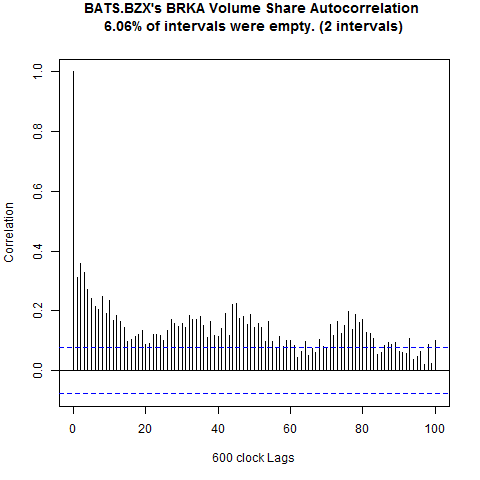 BATS.BZX's BRKA Volume Share Autocorrelation
6.06% of intervals were empty. (2 intervals)
Correlation
1.0
0.8
0.6
0.4
0.2
0.0
0 20 40 60 80 100
600 clock Lags